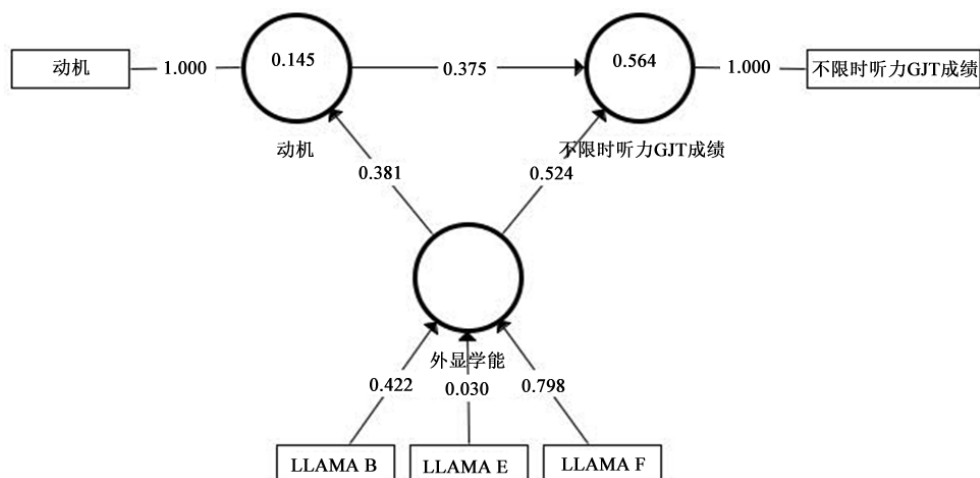 动机
1.000
0.145
0.375
0.564
1.000
不限时听力GJT成绩
动机
不限时听力GJT成绩
0.381
0.524
外显学能
0.422
0.030
0.798
LLAMA B
LLAMA E
LLAMA F